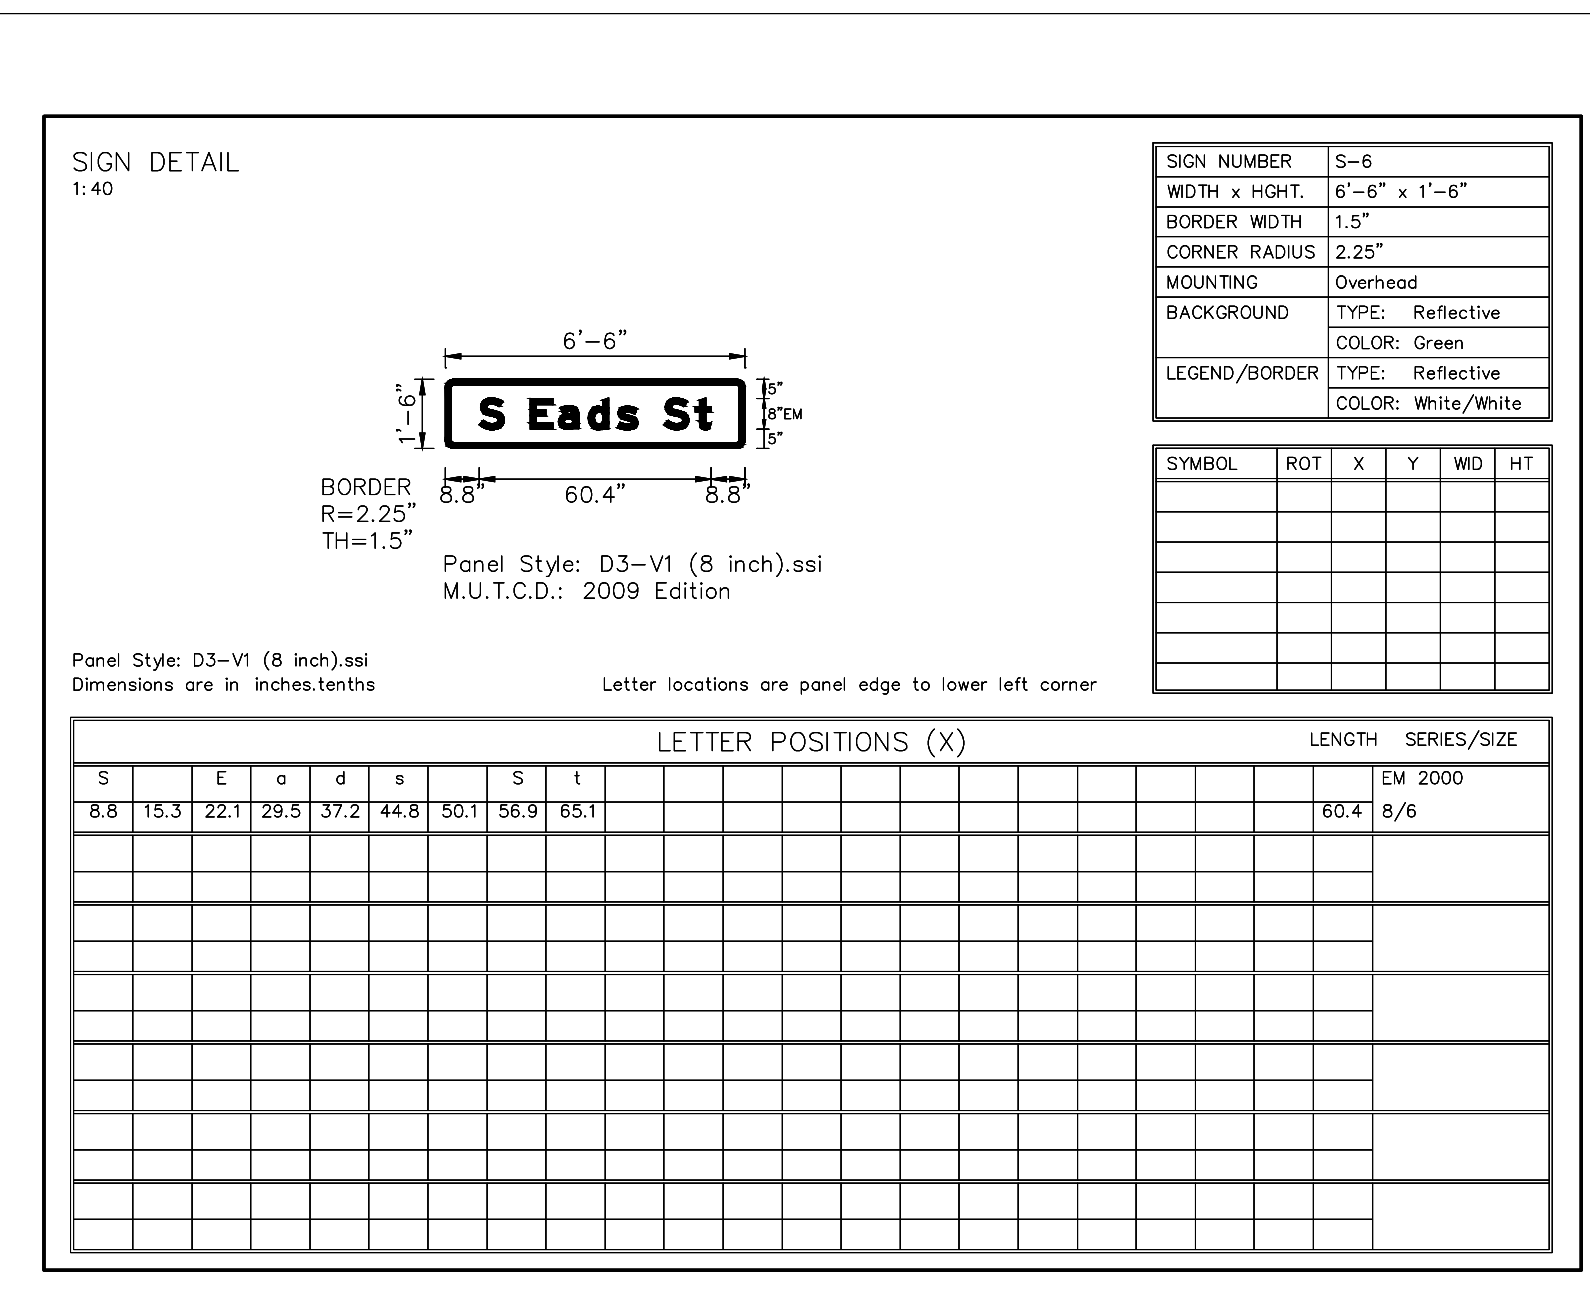 SIGN DETAIL
1:40
SIGN NUMBER S-6
WIDTH x HGHT. 6'-6" x 1'-6"
BORDER WIDTH 1.5"
CORNER RADIUS 2.25"
MOUNTING Overhead
BACKGROUND TYPE: Reflective
COLOR: Green
LEGEND/BORDER TYPE: Reflective
COLOR: White/White
6'-6"
1'-6"
S Eads St
5"
8"EM
5"
8.8" 60.4" 8.8"
BORDER
R=2.25"
TH=1.5"
Panel Style: D3-V1 (8 inch).ssi
M.U.T.C.D.: 2009 Edition
SYMBOL ROT X Y WID HT
Panel Style: D3-V1 (8 inch).ssi
Dimensions are in inches.tenths
Letter locations are panel edge to lower left corner
LETTER POSITIONS (X) LENGTH SERIES/SIZE
S E a d s S t EM 2000
8.8 15.3 22.1 29.5 37.2 44.8 50.1 56.9 65.1 60.4 8/6